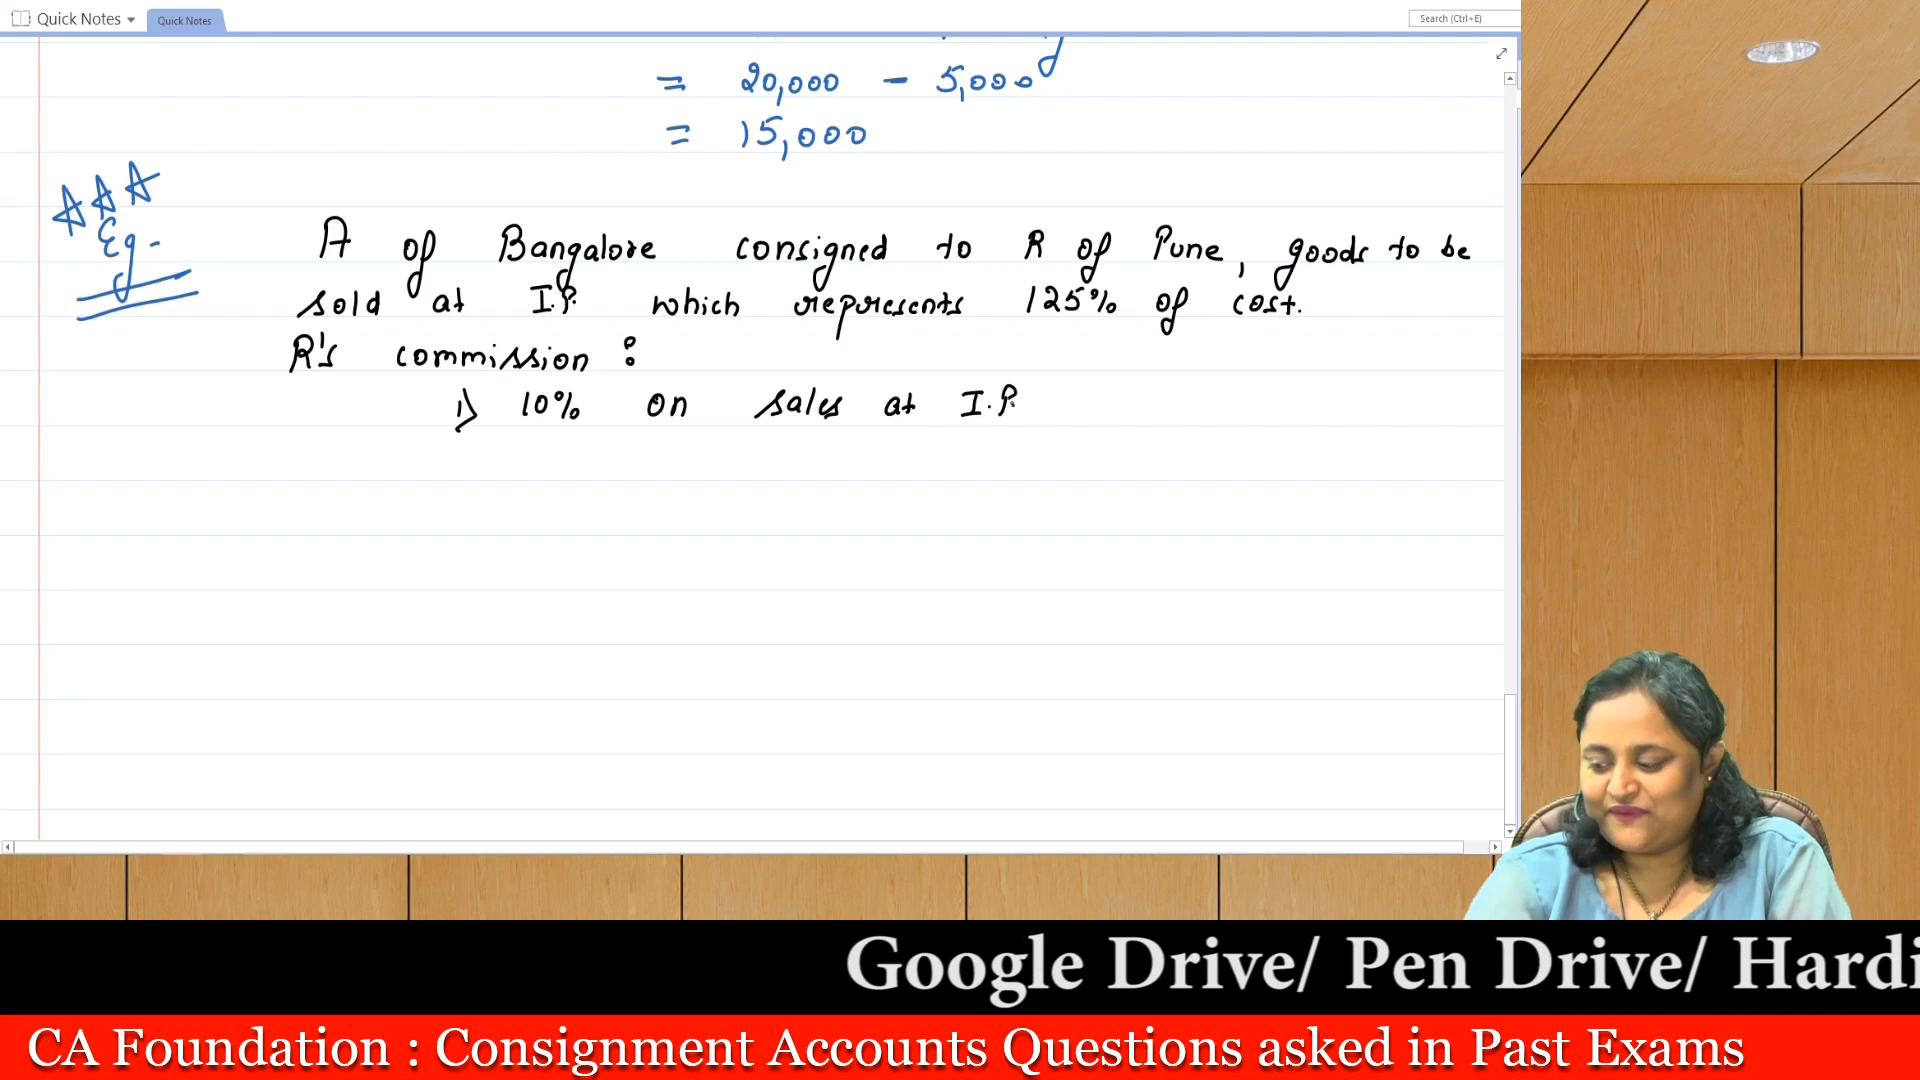 Quick Notes
Quick Notes
Search (Ctrl+E)
= 20,000 - 5,000
= 15,000
Eg -
A of Bangalore consigned to R of Pune, goods to be
sold at I.P. which represents 125% of cost.
R's commission :
1) 10% on sales at I.P.
Google Drive/ Pen Drive/ Hardi
CA Foundation : Consignment Accounts Questions asked in Past Exams